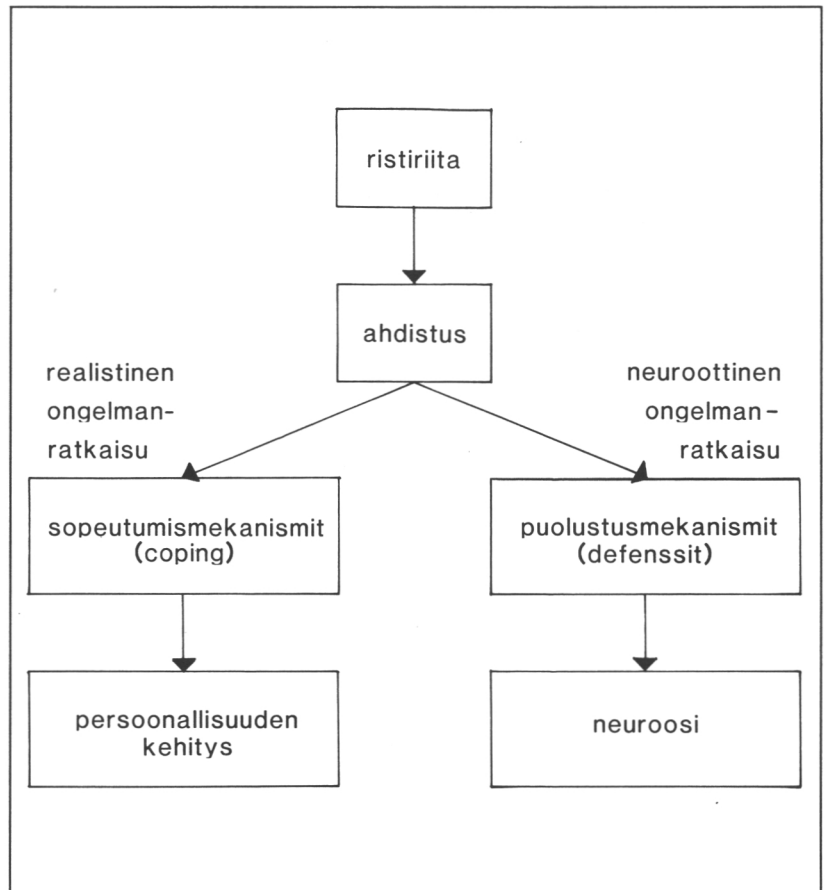 ristiriita
ahdistus
realistinen
ongelman-
ratkaisu
neuroottinen
ongelman-
ratkaisu
sopeutumismekanismit
(coping)
puolustusmekanismit
(defenssit)
persoonallisuuden
kehitys
neuroosi